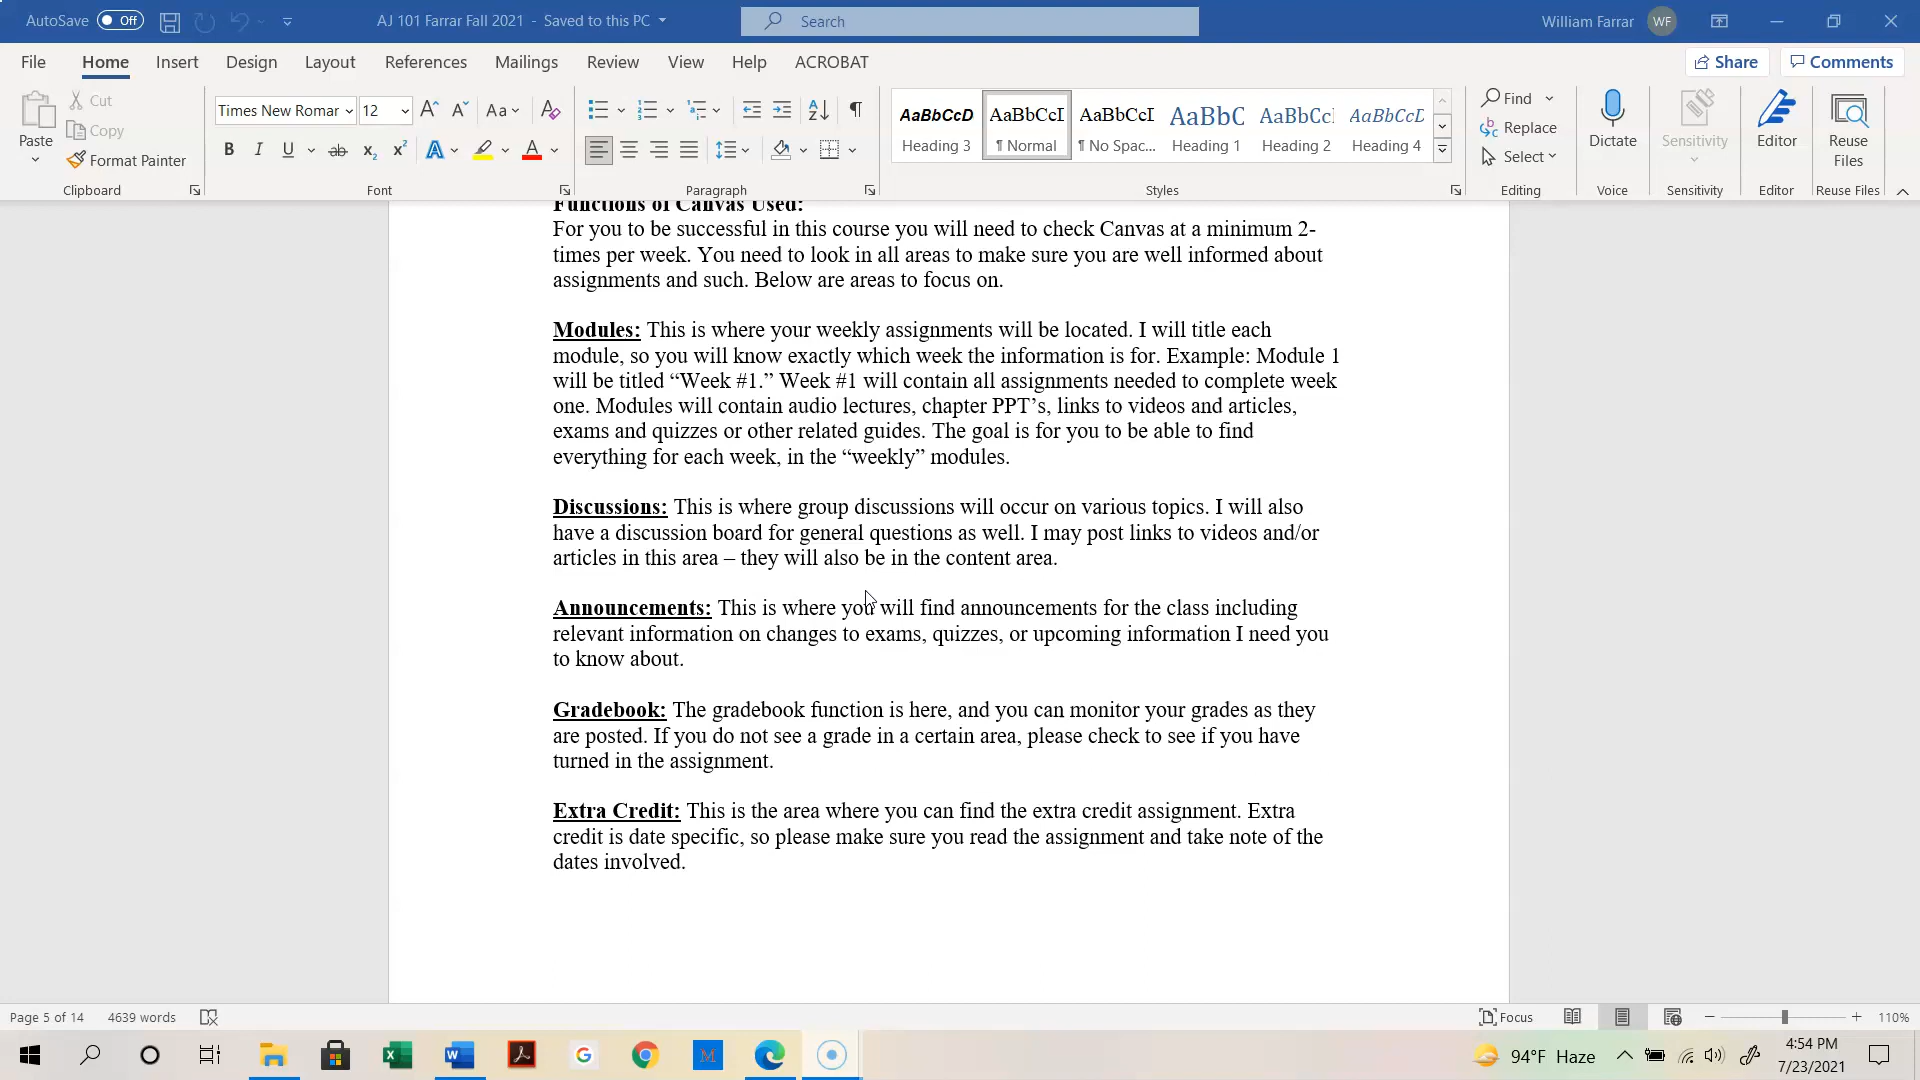 AutoSave Off AJ 101 Farrar Fall 2021 - Saved to this PC Search William Farrar WF
File Home Insert Design Layout References Mailings Review View Help ACROBAT Share Comments
Paste Cut Copy Format Painter
Clipboard
Times New Romar 12 Aa
B I U ab x₂ x² A A
Font
Paragraph
AaBbCcD AaBbCcI AaBbCcI AaBbC AaBbCcI AaBbCcD
Heading 3 ¶ Normal ¶ No Spac... Heading 1 Heading 2 Heading 4
Styles
Find
Replace
Select
Editing
Dictate
Voice
Sensitivity
Sensitivity
Editor
Editor
Reuse Files
Reuse Files
Functions of Canvas Used:
For you to be successful in this course you will need to check Canvas at a minimum 2-
times per week. You need to look in all areas to make sure you are well informed about
assignments and such. Below are areas to focus on.
Modules: This is where your weekly assignments will be located. I will title each
module, so you will know exactly which week the information is for. Example: Module 1
will be titled “Week #1.” Week #1 will contain all assignments needed to complete week
one. Modules will contain audio lectures, chapter PPT’s, links to videos and articles,
exams and quizzes or other related guides. The goal is for you to be able to find
everything for each week, in the “weekly” modules.
Discussions: This is where group discussions will occur on various topics. I will also
have a discussion board for general questions as well. I may post links to videos and/or
articles in this area – they will also be in the content area.
Announcements: This is where you will find announcements for the class including
relevant information on changes to exams, quizzes, or upcoming information I need you
to know about.
Gradebook: The gradebook function is here, and you can monitor your grades as they
are posted. If you do not see a grade in a certain area, please check to see if you have
turned in the assignment.
Extra Credit: This is the area where you can find the extra credit assignment. Extra
credit is date specific, so please make sure you read the assignment and take note of the
dates involved.
Page 5 of 14 4639 words Focus 110%
94°F Haze 4:54 PM
7/23/2021